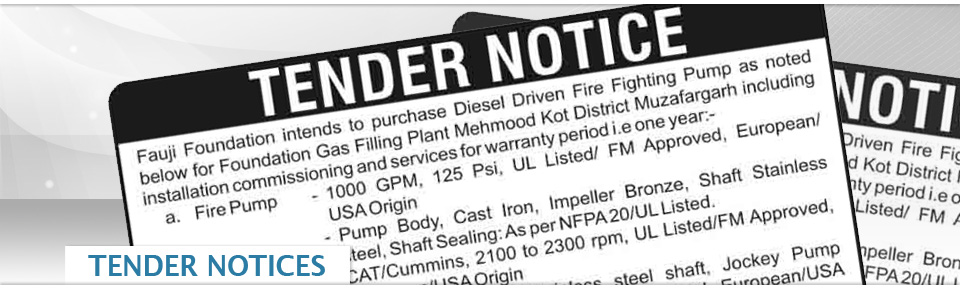 TENDER NOTICE
Fauji Foundation intends to purchase Diesel Driven Fire Fighting Pump as noted
below for Foundation Gas Filling Plant Mehmood Kot District Muzafargarh including
installation commissioning and services for warranty period i.e one year:-
a. Fire Pump - 1000 GPM, 125 Psi, UL Listed/ FM Approved, European/
USA Origin
- Pump Body, Cast Iron, Impeller Bronze, Shaft Stainless
teel, Shaft Sealing: As per NFPA 20/UL Listed.
CAT/Cummins, 2100 to 2300 rpm, UL Listed/FM Approved,
/USA Origin
steel shaft, Jockey Pump
European/USA
TENDER NOTICES
NOTI
Driven Fire Fig
d Kot District
nty period i.e o
Listed/ FM A
mpeller Bron
FPA 20/UL L